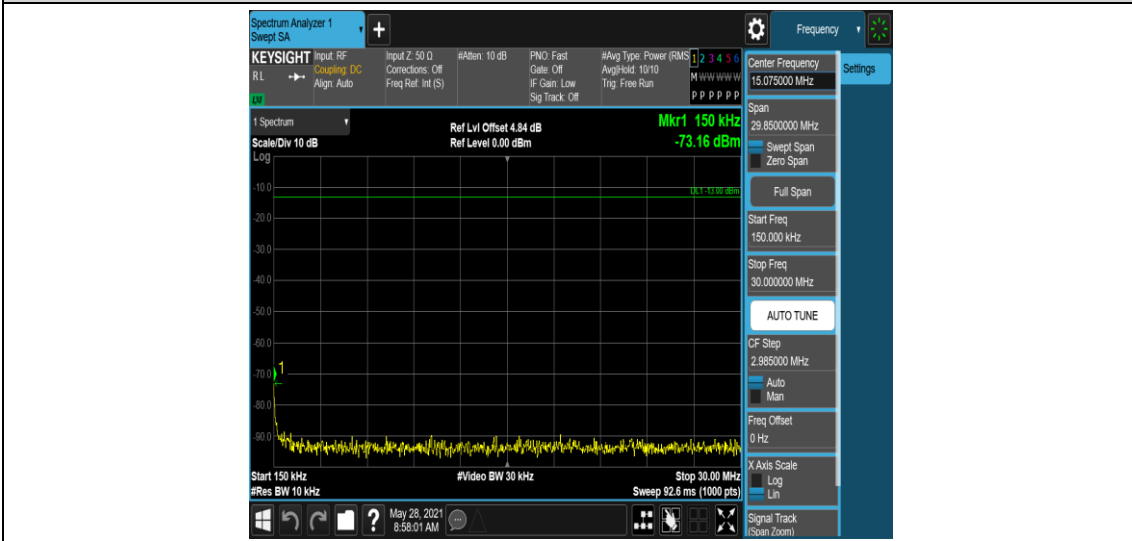 Spectrum Analyzer 1
Swept SA
+
Frequency
KEYSIGHT
RL
LXI
Input: RF
Coupling: DC
Align: Auto
Input Z: 50 Ω
Corrections: Off
Freq Ref: Int (S)
#Atten: 10 dB
PNO: Fast
Gate: Off
IF Gain: Low
Sig Track: Off
#Avg Type: Power (RMS
Avg|Hold: 10/10
Trig: Free Run
1 2 3 4 5 6
M W W W W W
P P P P P P
Center Frequency
15.075000 MHz
Settings
Span
29.8500000 MHz
Swept Span
Zero Span
Full Span
Start Freq
150.000 kHz
Stop Freq
30.000000 MHz
AUTO TUNE
CF Step
2.985000 MHz
Auto
Man
Freq Offset
0 Hz
X Axis Scale
Log
Lin
Signal Track
(Span Zoom)
1 Spectrum
Scale/Div 10 dB
Log
Ref Lvl Offset 4.84 dB
Ref Level 0.00 dBm
Mkr1 150 kHz
-73.16 dBm
DL1 -13.00 dBm
-10.0
-20.0
-30.0
-40.0
-50.0
-60.0
-70.0
1
-80.0
-90.0
Start 150 kHz
#Video BW 30 kHz
Stop 30.00 MHz
#Res BW 10 kHz
Sweep 92.6 ms (1000 pts)
?
May 28, 2021
8:58:01 AM